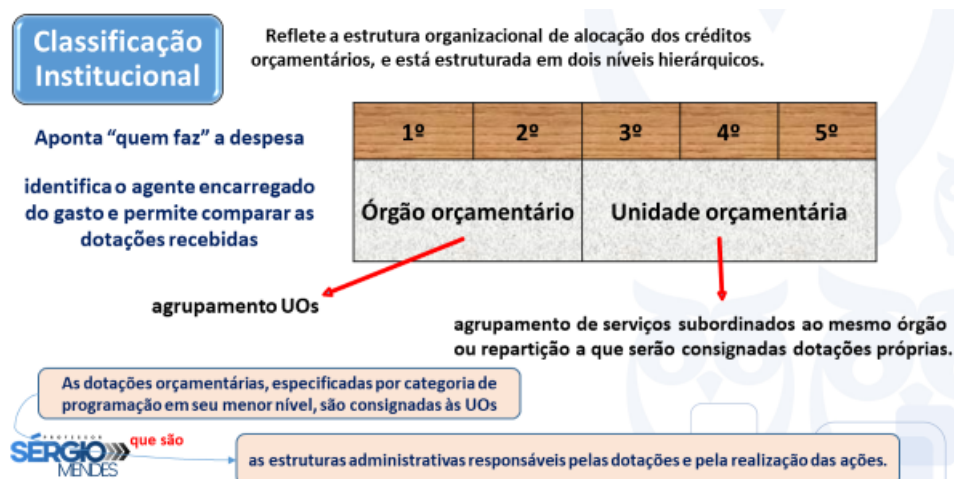 Classificação
Institucional
Reflete a estrutura organizacional de alocação dos créditos
orçamentários, e está estruturada em dois níveis hierárquicos.
Aponta “quem faz” a despesa
identifica o agente encarregado
do gasto e permite comparar as
dotações recebidas
1º 2º 3º 4º 5º
Órgão orçamentário Unidade orçamentária
agrupamento UOs
agrupamento de serviços subordinados ao mesmo órgão
ou repartição a que serão consignadas dotações próprias.
As dotações orçamentárias, especificadas por categoria de
programação em seu menor nível, são consignadas às UOs
PROFESSOR
SÉRGIO
MENDES
que são
as estruturas administrativas responsáveis pelas dotações e pela realização das ações.